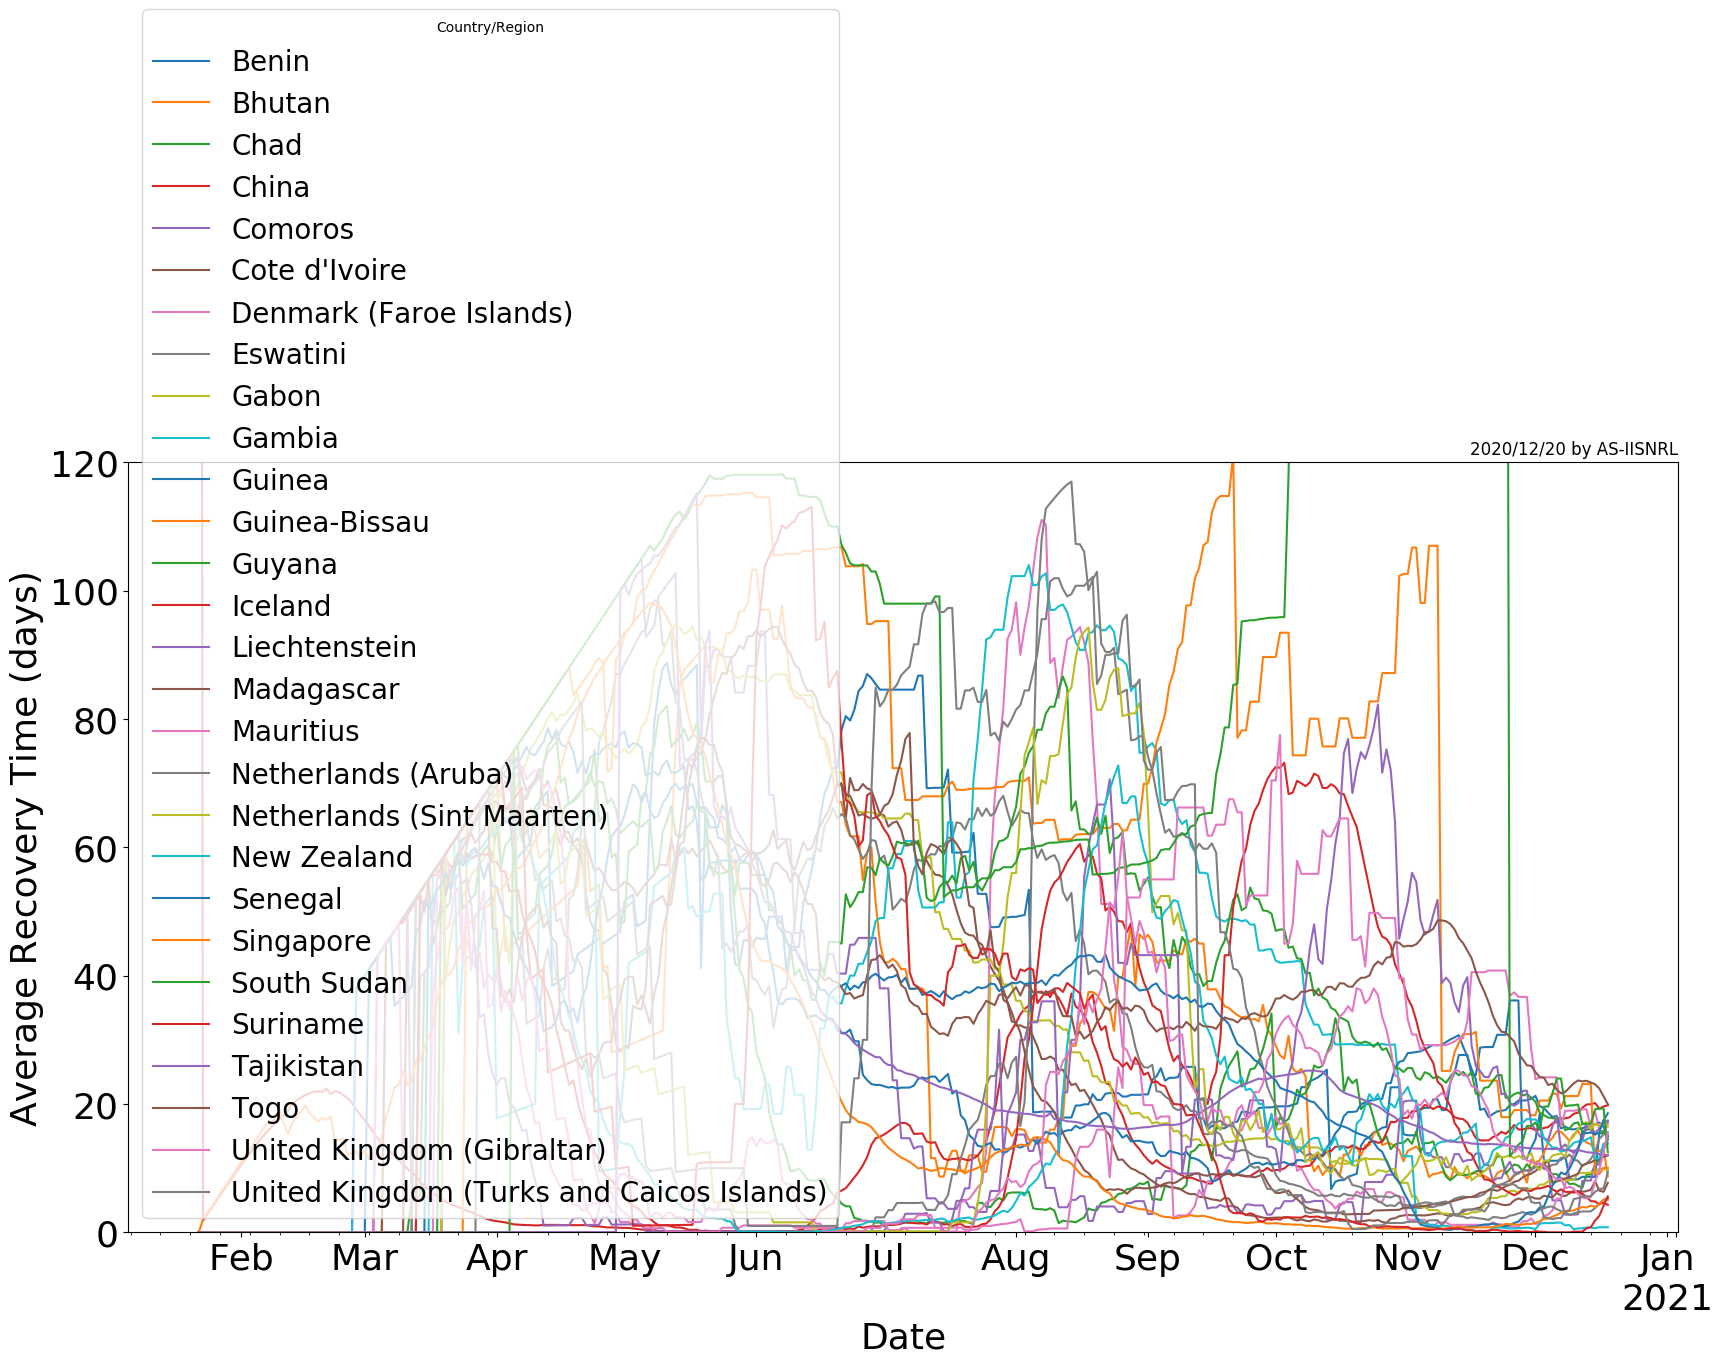 Country/Region
Benin
Bhutan
Chad
China
Comoros
Cote d'Ivoire
Denmark (Faroe Islands)
Eswatini
Gabon
Gambia
Guinea
Guinea-Bissau
Guyana
Iceland
Liechtenstein
Madagascar
Mauritius
Netherlands (Aruba)
Netherlands (Sint Maarten)
New Zealand
Senegal
Singapore
South Sudan
Suriname
Tajikistan
Togo
United Kingdom (Gibraltar)
United Kingdom (Turks and Caicos Islands)
2020/12/20 by AS-IISNRL
Average Recovery Time (days)
120
100
80
60
40
20
0
Feb Mar Apr May Jun Jul Aug Sep Oct Nov Dec Jan
2021
Date